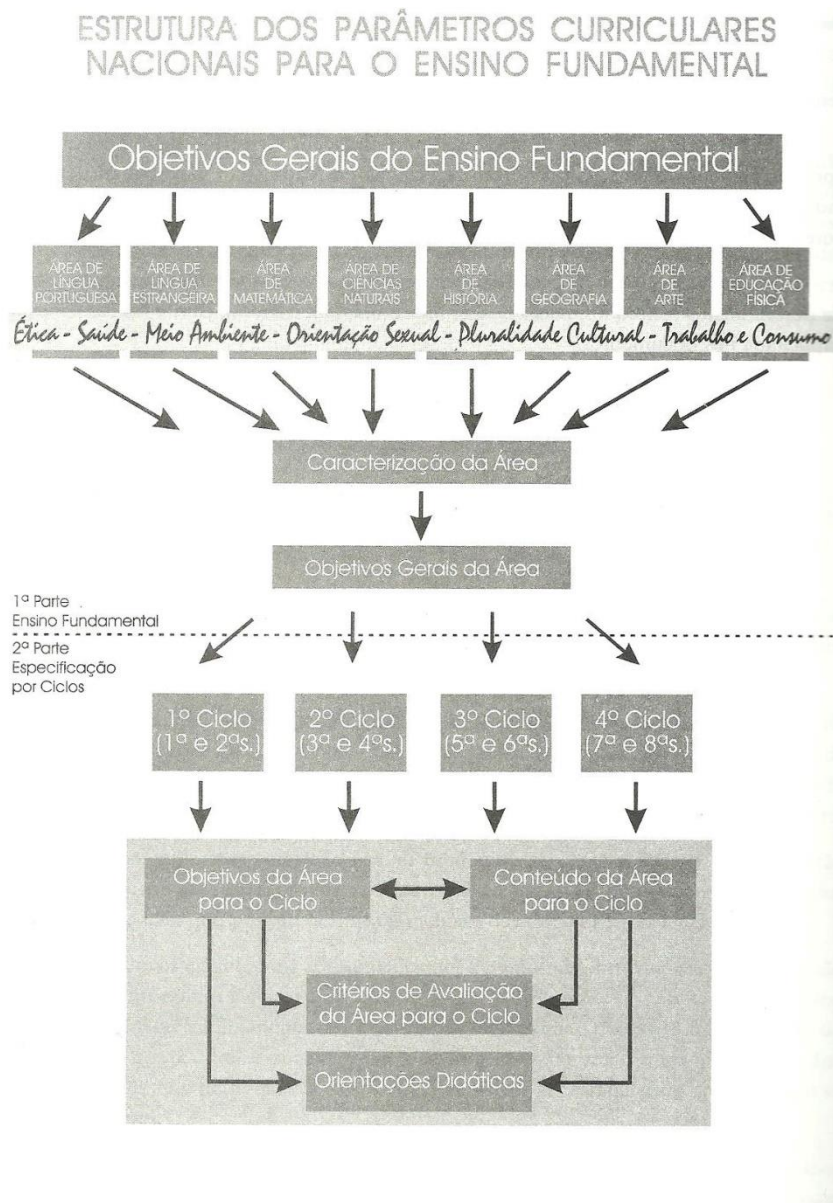 ESTRUTURA DOS PARÂMETROS CURRICULARES
NACIONAIS PARA O ENSINO FUNDAMENTAL
Objetivos Gerais do Ensino Fundamental
ÁREA DE
LÍNGUA
PORTUGUESA
ÁREA DE
LÍNGUA
ESTRANGEIRA
ÁREA
DE
MATEMÁTICA
ÁREA DE
CIÊNCIAS
NATURAIS
ÁREA
DE
HISTÓRIA
ÁREA
DE
GEOGRAFIA
ÁREA
DE
ARTE
ÁREA DE
EDUCAÇÃO
FÍSICA
Ética - Saúde - Meio Ambiente - Orientação Sexual - Pluralidade Cultural - Trabalho e Consumo
Caracterização da Área
Objetivos Gerais da Área
1ª Parte
Ensino Fundamental
2ª Parte
Especificação
por Ciclos
1º Ciclo
(1ª e 2ªs.)
2º Ciclo
(3ª e 4ªs.)
3º Ciclo
(5ª e 6ªs.)
4º Ciclo
(7ª e 8ªs.)
Objetivos da Área
para o Ciclo
Conteúdo da Área
para o Ciclo
Critérios de Avaliação
da Área para o Ciclo
Orientações Didáticas